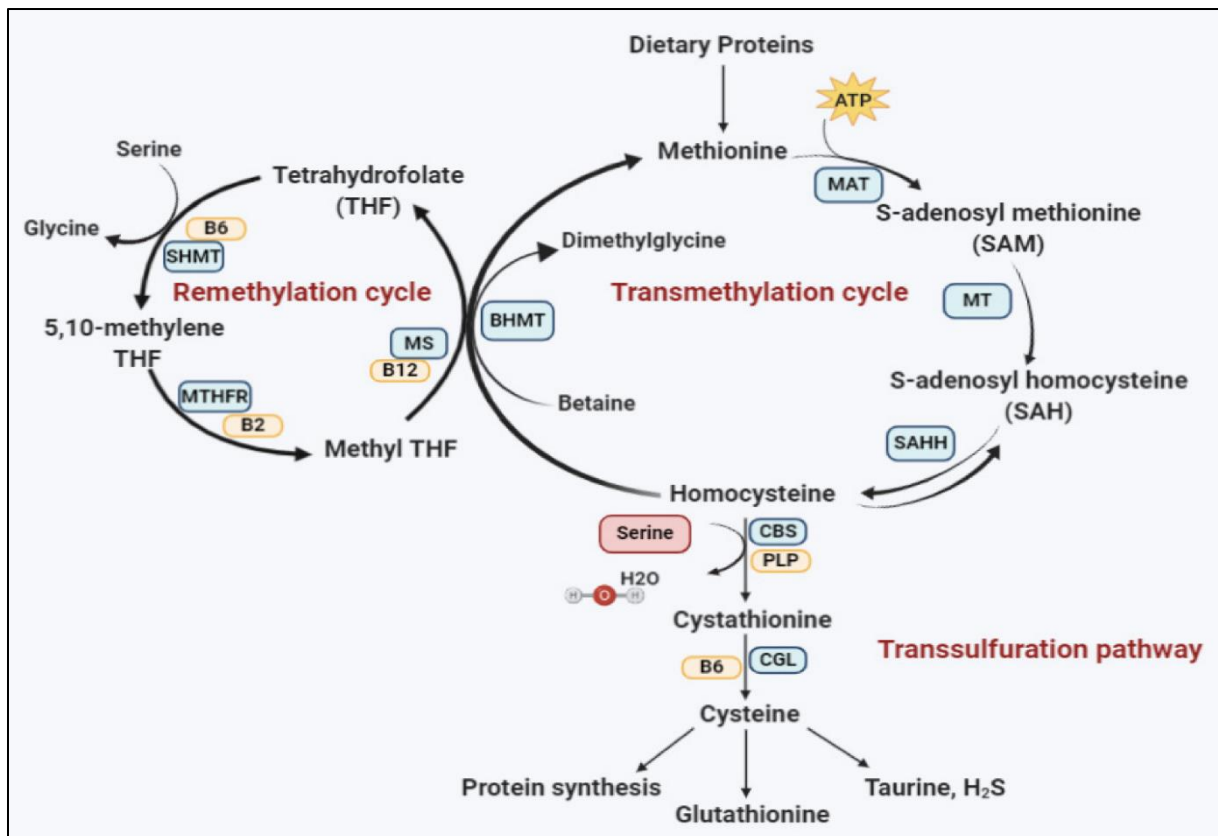 Dietary Proteins
ATP
Serine
Methionine
Tetrahydrofolate
(THF)
MAT
S-adenosyl methionine
(SAM)
Glycine
B6
SHMT
Dimethylglycine
Remethylation cycle
Transmethylation cycle
MT
5,10-methylene
THF
BHMT
MS
B12
MTHFR
B2
Betaine
S-adenosyl homocysteine
(SAH)
Methyl THF
SAHH
Homocysteine
Serine
CBS
PLP
H2O
H O H
Cystathionine
Transsulfuration pathway
B6
CGL
Cysteine
Protein synthesis
Taurine, H₂S
Glutathionine